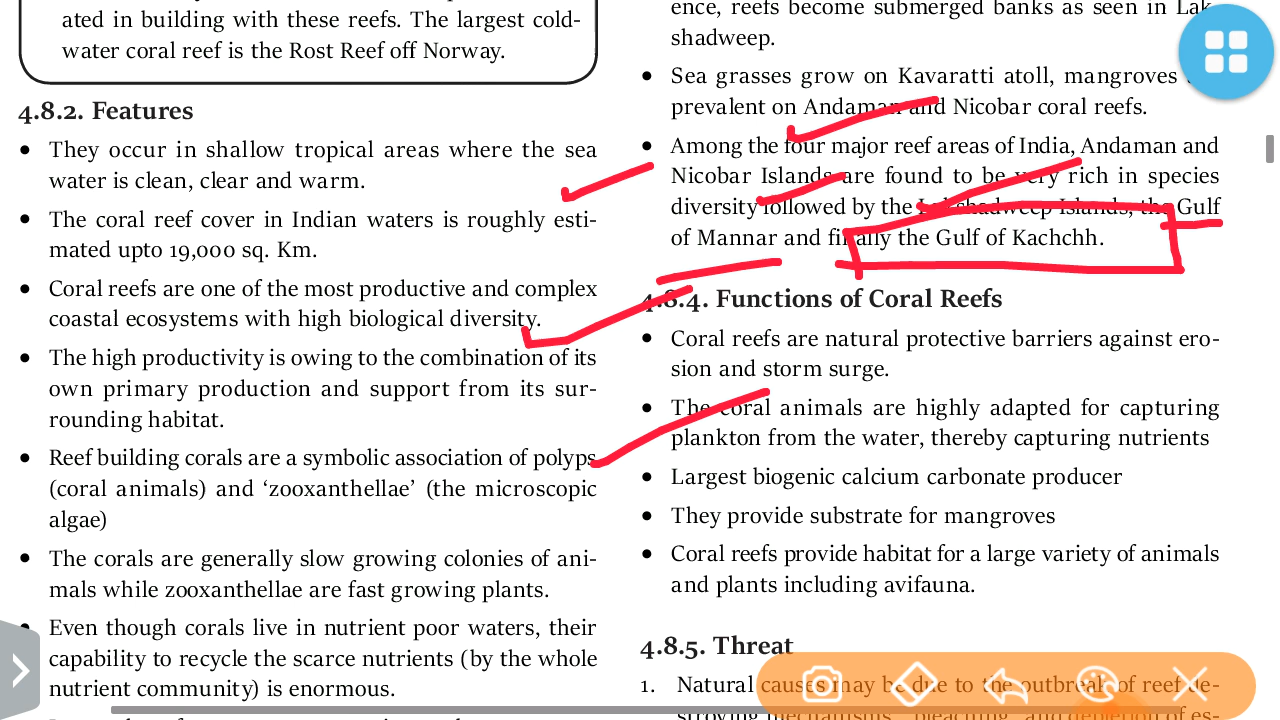 ated in building with these reefs. The largest cold-
water coral reef is the Rost Reef off Norway.
4.8.2. Features
• They occur in shallow tropical areas where the sea
water is clean, clear and warm.
• The coral reef cover in Indian waters is roughly esti-
mated upto 19,000 sq. Km.
• Coral reefs are one of the most productive and complex
coastal ecosystems with high biological diversity.
• The high productivity is owing to the combination of its
own primary production and support from its sur-
rounding habitat.
• Reef building corals are a symbolic association of polyps
(coral animals) and ‘zooxanthellae’ (the microscopic
algae)
• The corals are generally slow growing colonies of ani-
mals while zooxanthellae are fast growing plants.
• Even though corals live in nutrient poor waters, their
capability to recycle the scarce nutrients (by the whole
nutrient community) is enormous.
ence, reefs become submerged banks as seen in Lak-
shadweep.
• Sea grasses grow on Kavaratti atoll, mangroves
prevalent on Andaman and Nicobar coral reefs.
• Among the four major reef areas of India, Andaman and
Nicobar Islands are found to be very rich in species
diversity followed by the Lakshadweep Islands, the Gulf
of Mannar and finally the Gulf of Kachchh.
4.8.4. Functions of Coral Reefs
• Coral reefs are natural protective barriers against ero-
sion and storm surge.
• The coral animals are highly adapted for capturing
plankton from the water, thereby capturing nutrients
• Largest biogenic calcium carbonate producer
• They provide substrate for mangroves
• Coral reefs provide habitat for a large variety of animals
and plants including avifauna.
4.8.5. Threat
1. Natural causes may be due to the outbreak of reef de-